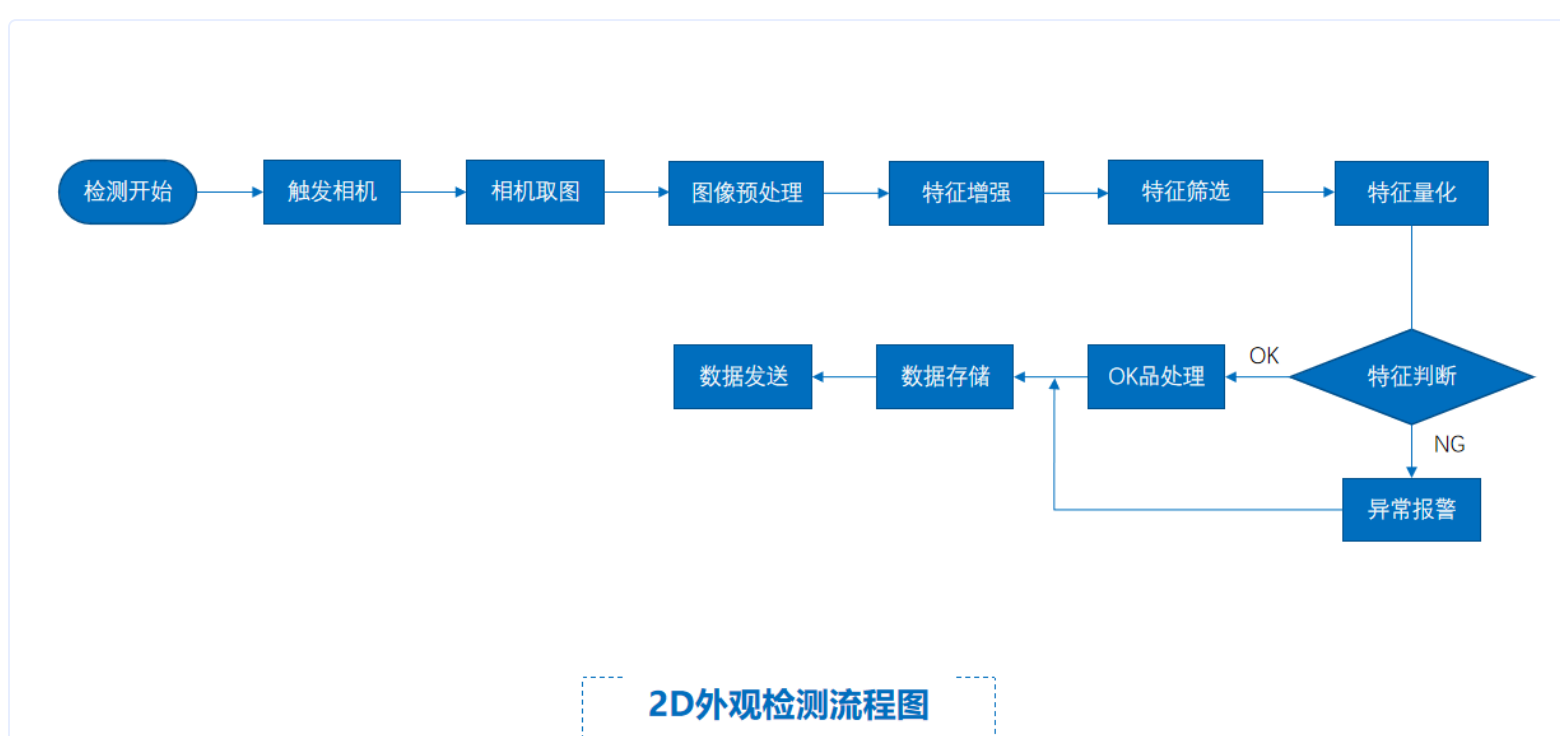 检测开始
触发相机
相机取图
图像预处理
特征增强
特征筛选
特征量化
数据发送
数据存储
OK品处理
OK
特征判断
NG
异常报警
2D外观检测流程图